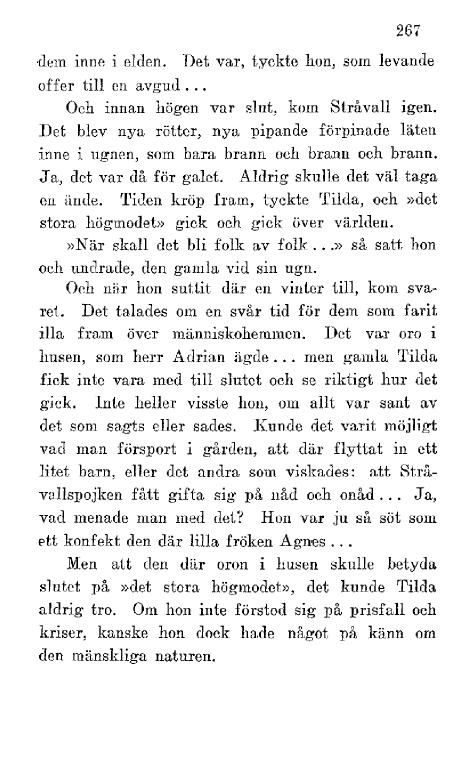 267
dem inne i elden. Det var, tyckte hon, som levande
offer till en avgud ...
Och innan högen var slut, kom Stråvall igen.
Det blev nya rötter, nya pipande förpinade läten
inne i ugnen, som bara brann och brann och brann.
Ja, det var då för galet. Aldrig skulle det väl taga
en ände. Tiden kröp fram, tyckte Tilda, och »det
stora högmodet» gick och gick över världen.
»När skall det bli folk av folk ...» så satt hon
och undrade, den gamla vid sin ugn.
Och när hon suttit där en vinter till, kom sva-
ret. Det talades om en svår tid för dem som farit
illa fram över människohemmen. Det var oro i
husen, som herr Adrian ägde ... men gamla Tilda
fick inte vara med till slutet och se riktigt hur det
gick. Inte heller visste hon, om allt var sant av
det som sagts eller sades. Kunde det varit möjligt
vad man försport i gården, att där flyttat in ett
litet barn, eller det andra som viskades: att Strå-
vallspojken fått gifta sig på nåd och onåd ... Ja,
vad menade man med det? Hon var ju så söt som
ett konfekt den där lilla fröken Agnes ...
Men att den där oron i husen skulle betyda
slutet på »det stora högmodet», det kunde Tilda
aldrig tro. Om hon inte förstod sig på prisfall och
kriser, kanske hon dock hade något på känn om
den mänskliga naturen.